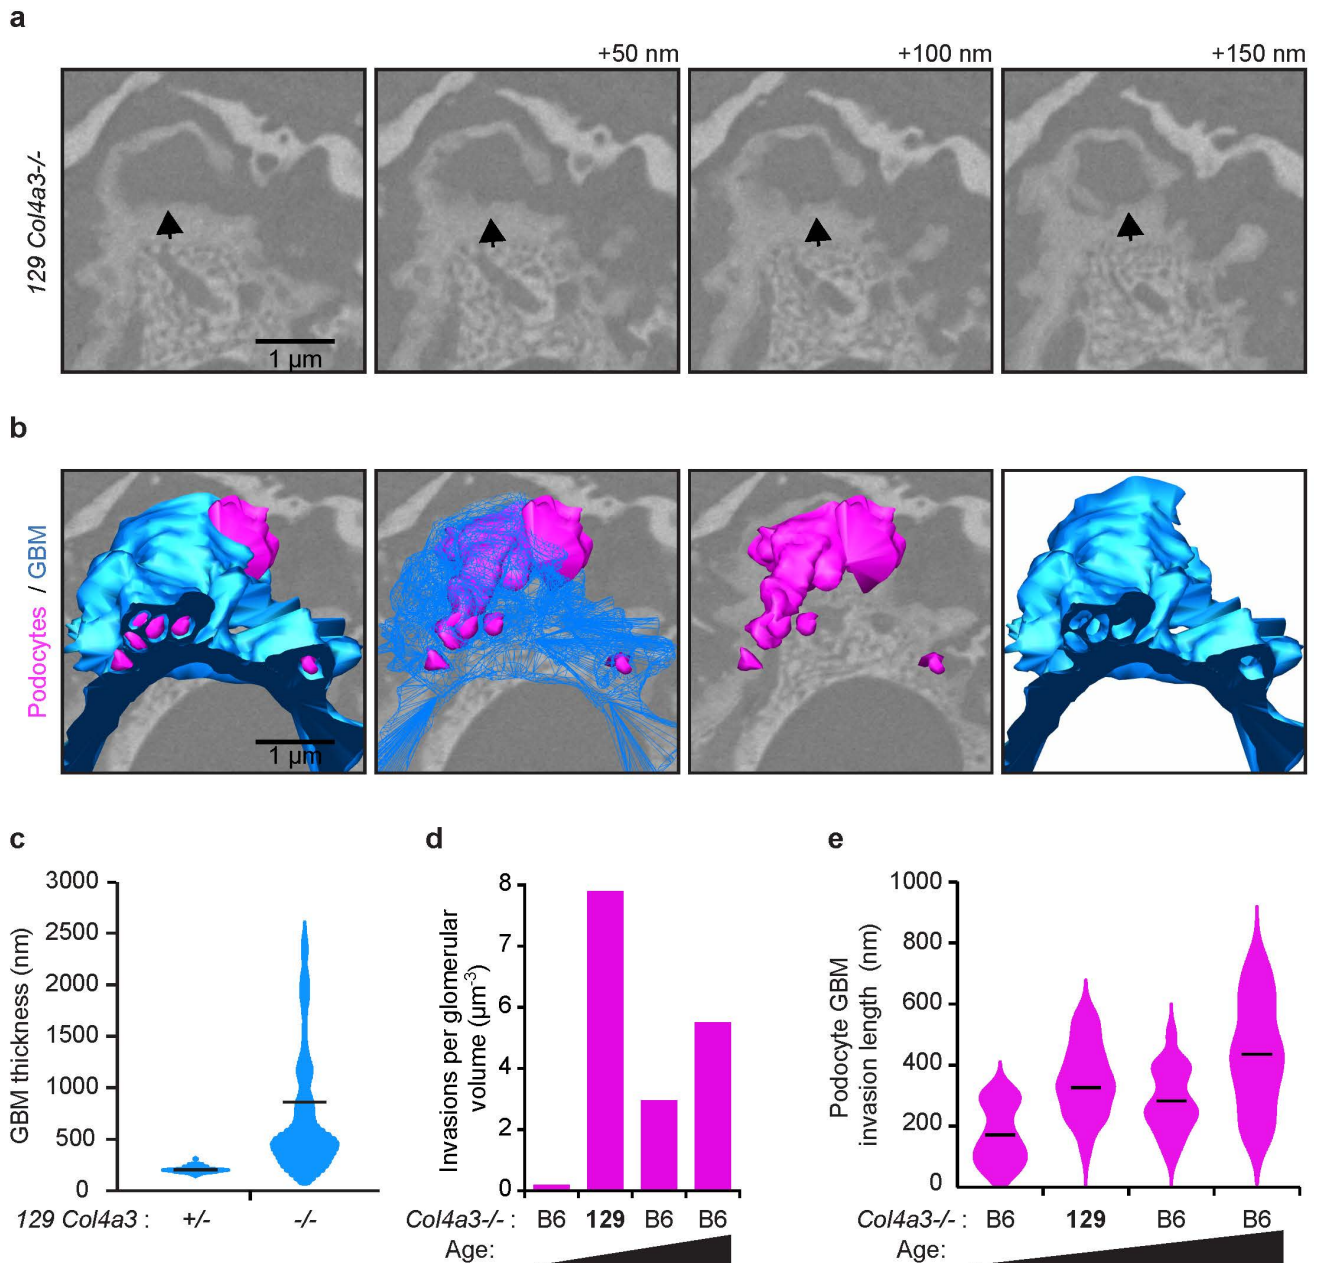 a
+50 nm
+100 nm
+150 nm
129 Col4a3-/-
1 µm
b
Podocytes / GBM
1 µm
c
GBM thickness (nm)
3000
2500
2000
1500
1000
500
0
129 Col4a3 : +/- -/-
d
Invasions per glomerular
volume (µm-3)
8
7
6
4
2
0
Col4a3-/- : B6 129 B6 B6
Age:
e
Podocyte GBM
invasion length (nm)
1000
800
600
400
200
0
Col4a3-/- : B6 129 B6 B6
Age: